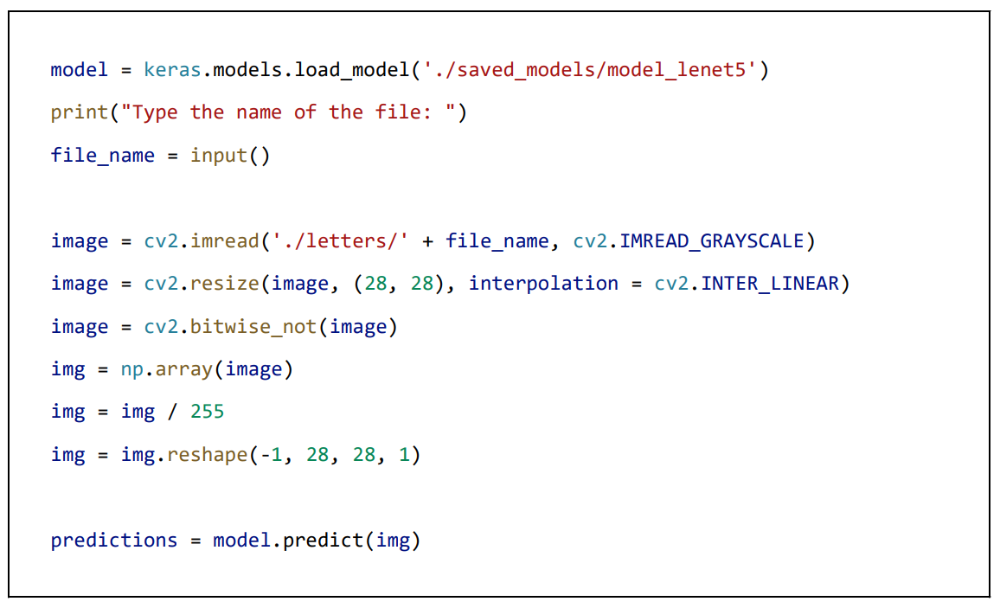 model = keras.models.load_model('./saved_models/model_lenet5')
print("Type the name of the file: ")
file_name = input()
image = cv2.imread('./letters/' + file_name, cv2.IMREAD_GRAYSCALE)
image = cv2.resize(image, (28, 28), interpolation = cv2.INTER_LINEAR)
image = cv2.bitwise_not(image)
img = np.array(image)
img = img / 255
img = img.reshape(-1, 28, 28, 1)
predictions = model.predict(img)